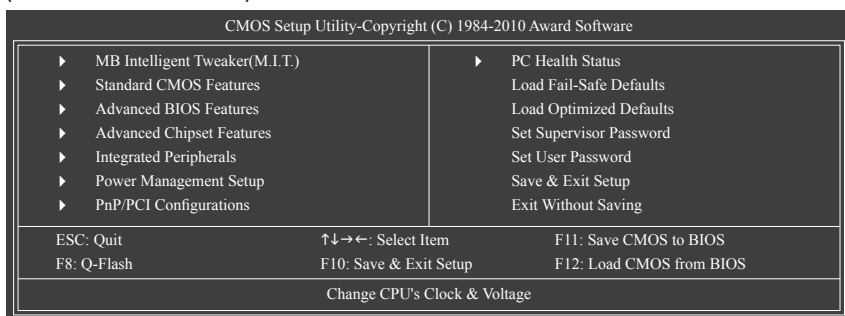 CMOS Setup Utility-Copyright (C) 1984-2010 Award Software
MB Intelligent Tweaker(M.I.T.)
Standard CMOS Features
Advanced BIOS Features
Advanced Chipset Features
Integrated Peripherals
Power Management Setup
PnP/PCI Configurations
PC Health Status
Load Fail-Safe Defaults
Load Optimized Defaults
Set Supervisor Password
Set User Password
Save & Exit Setup
Exit Without Saving
ESC: Quit
↑↓→←: Select Item
F11: Save CMOS to BIOS
F8: Q-Flash
F10: Save & Exit Setup
F12: Load CMOS from BIOS
Change CPU's Clock & Voltage